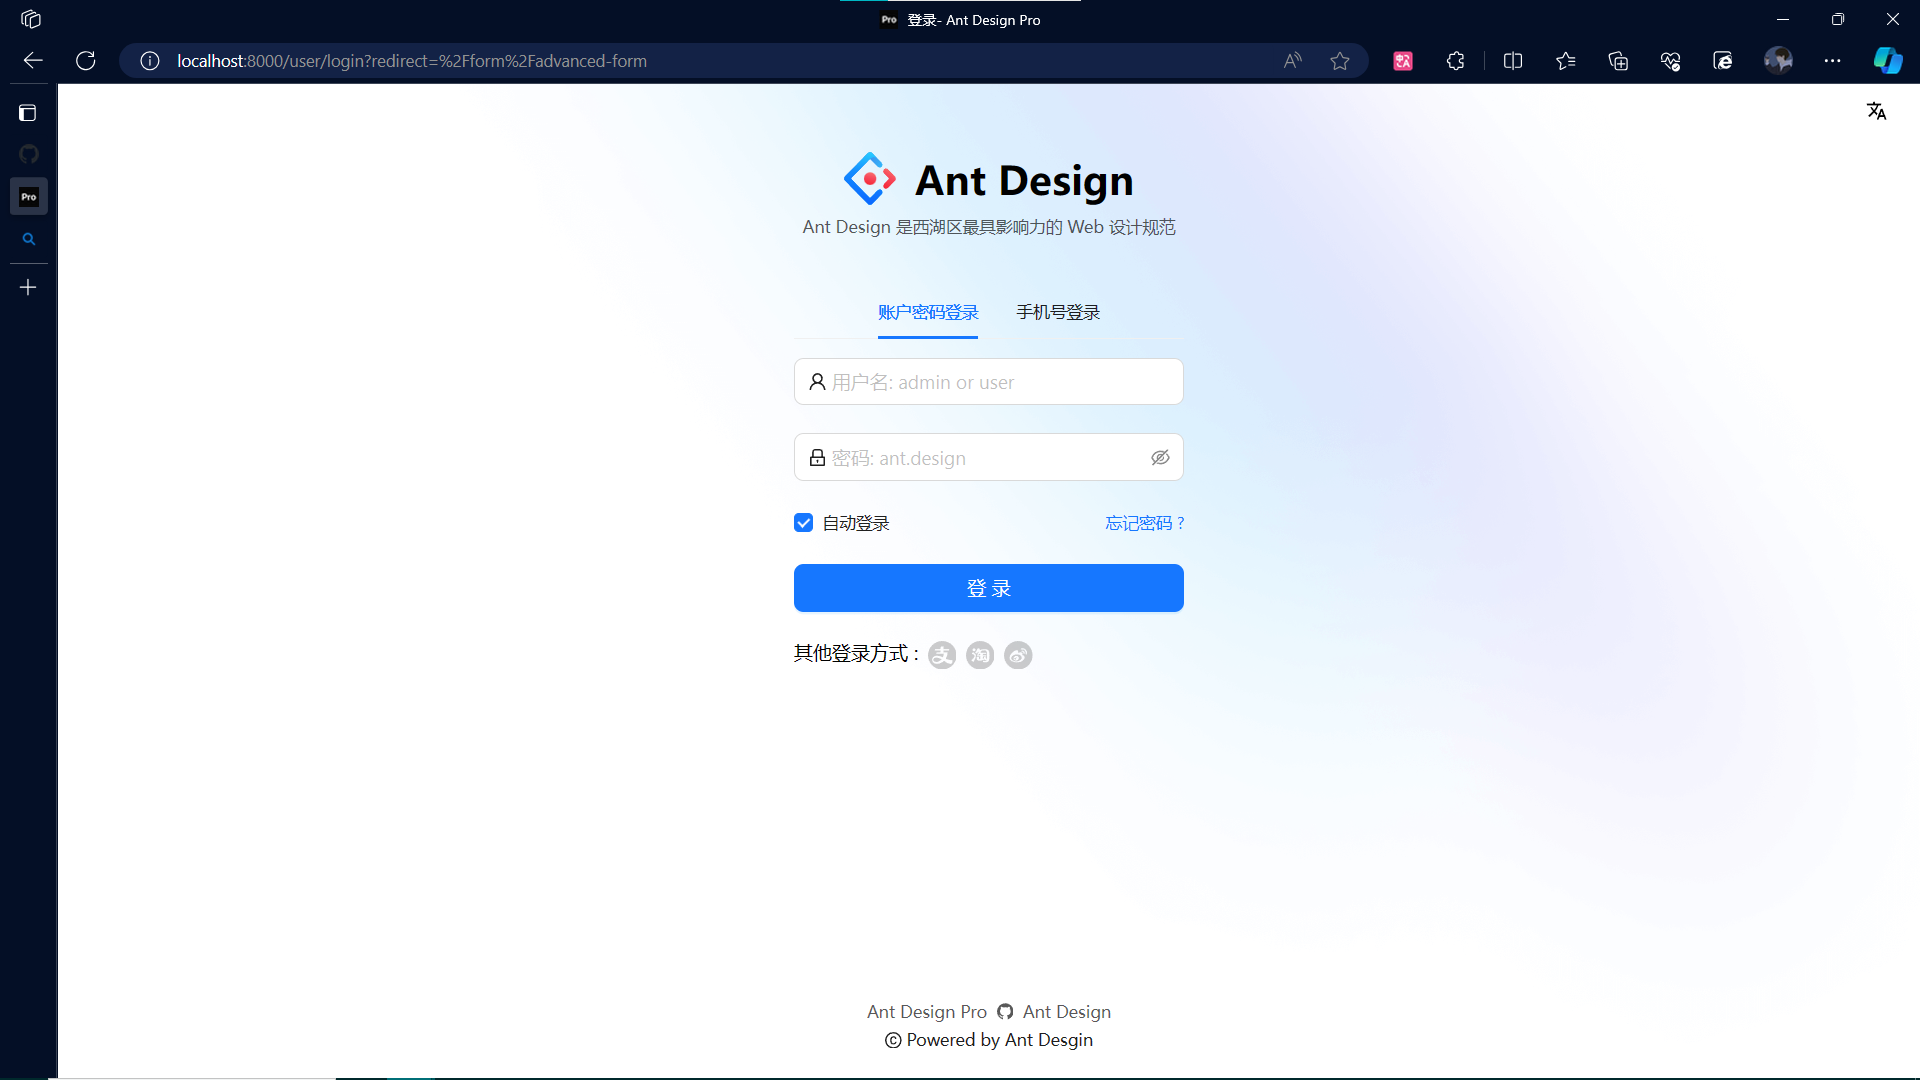 Pro 登录- Ant Design Pro
localhost:8000/user/login?redirect=%2Fform%2Fadvanced-form
Pro
Ant Design
Ant Design 是西湖区最具影响力的 Web 设计规范
账户密码登录 手机号登录
用户名: admin or user
密码: ant.design
自动登录 忘记密码 ?
登 录
其他登录方式 : 支 淘
Ant Design Pro Ant Design
© Powered by Ant Desgin